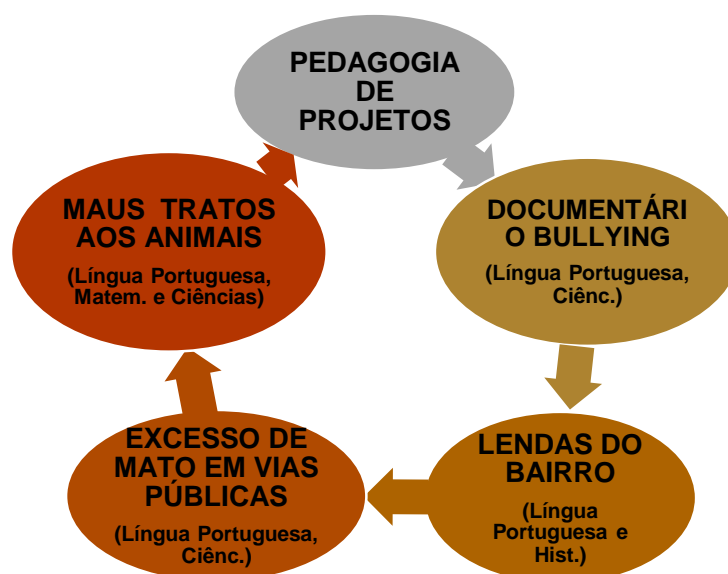 PEDAGOGIA
DE
PROJETOS
DOCUMENTÁRI
O BULLYING
(Língua Portuguesa,
Ciênc.)
LENDAS DO
BAIRRO
(Língua
Portuguesa e
Hist.)
EXCESSO DE
MATO EM VIAS
PÚBLICAS
(Língua Portuguesa,
Ciênc.)
MAUS TRATOS
AOS ANIMAIS
(Língua Portuguesa,
Matem. e Ciências)